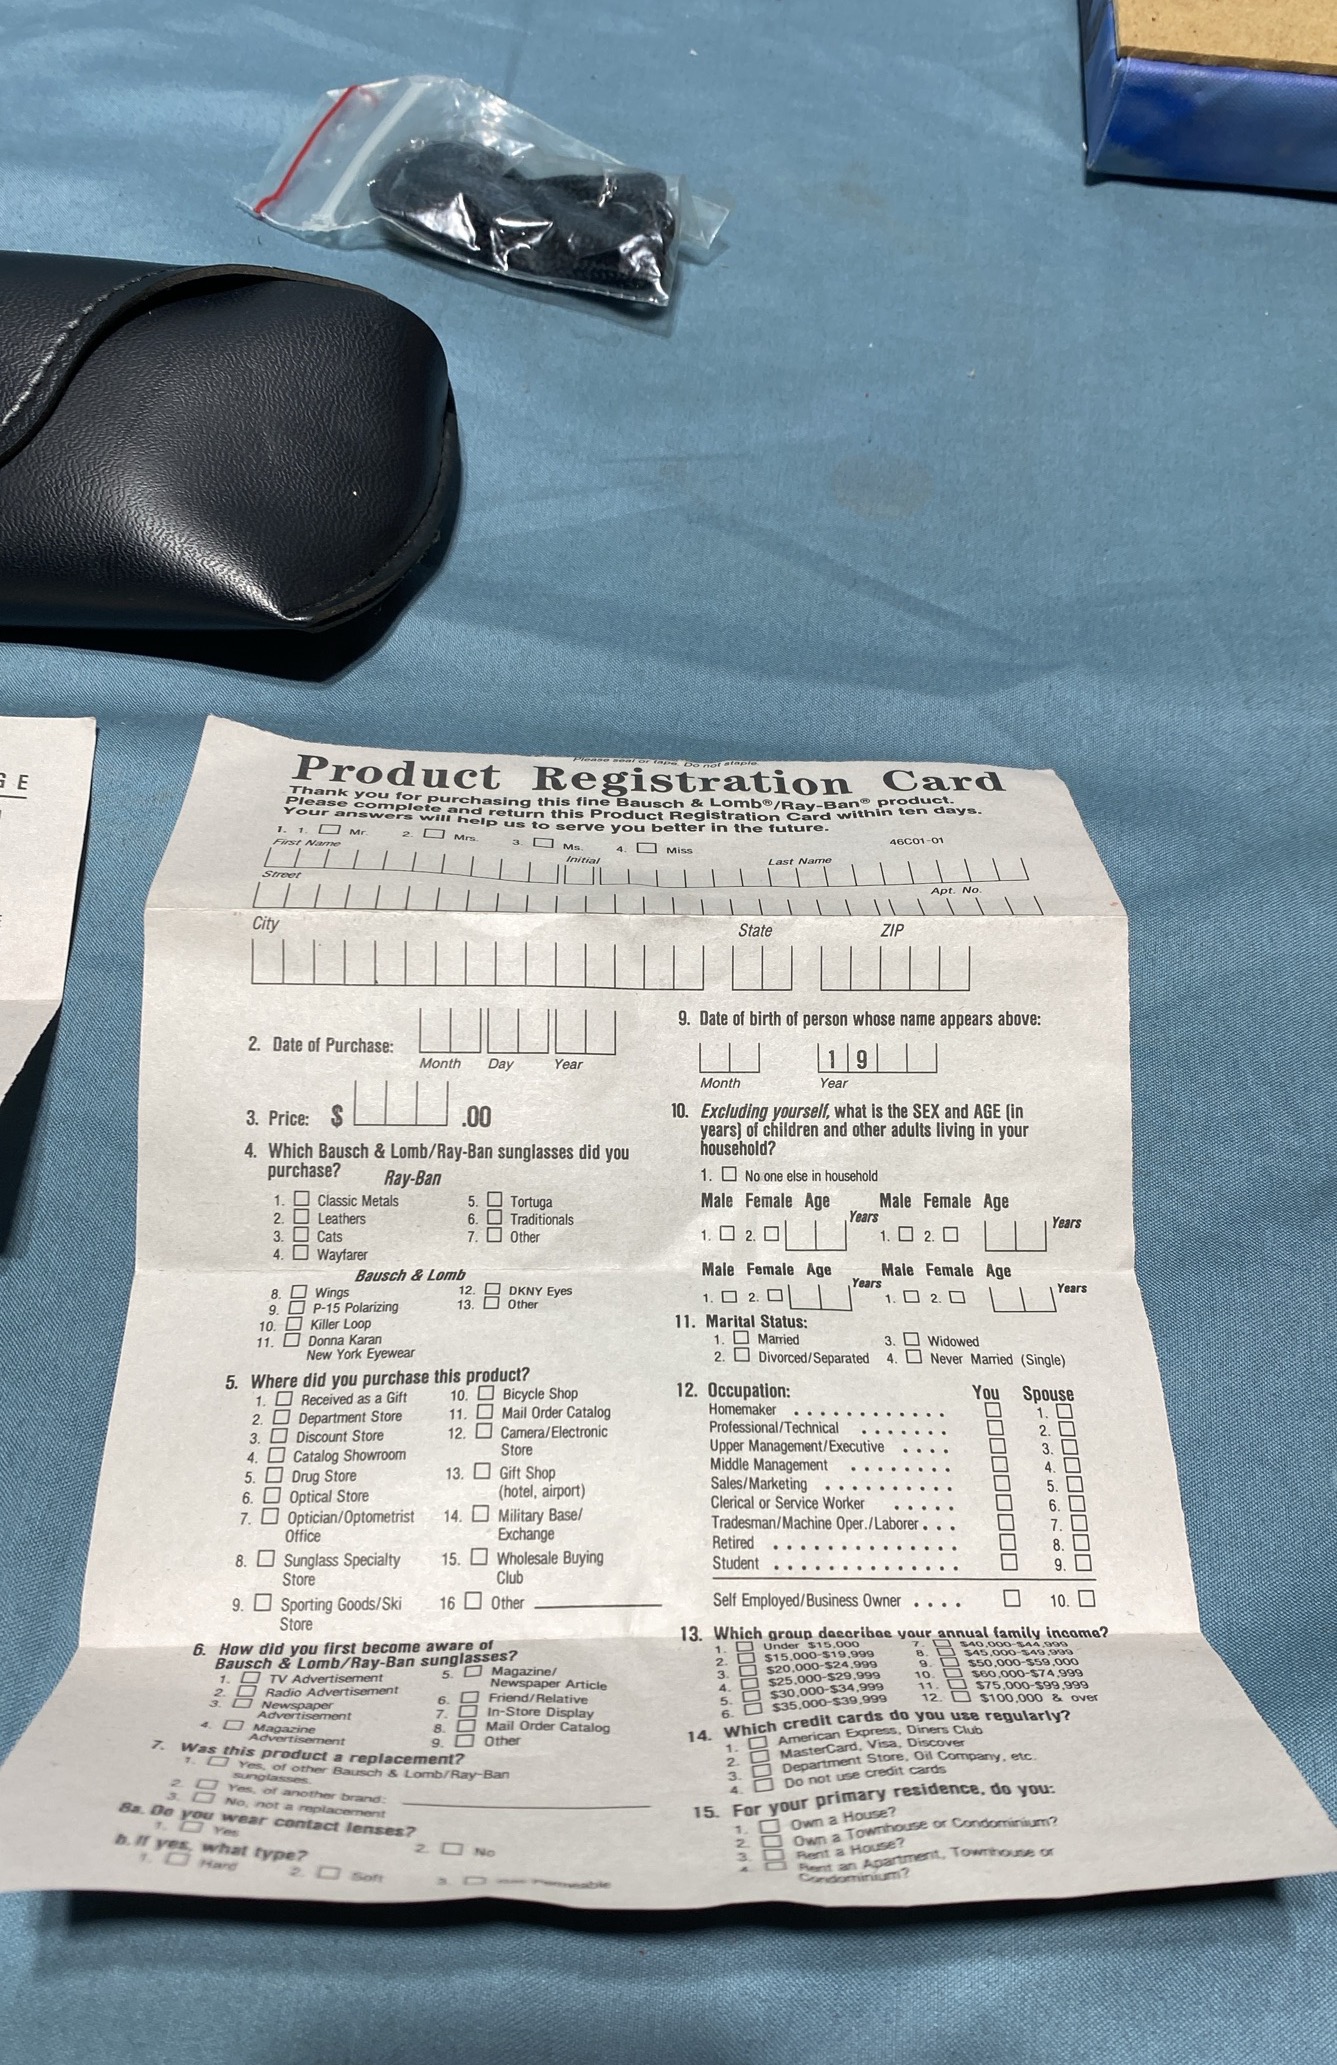 G E
Please seal or tape. Do not staple.
Product Registration Card
Thank you for purchasing this fine Bausch & Lomb®/Ray-Ban® product.
Please complete and return this Product Registration Card within ten days.
Your answers will help us to serve you better in the future.
1. 1. Mr. 2. Mrs. 3. Ms. 4. Miss 46C01-01
First Name Initial Last Name
Street Apt. No.
City State ZIP
2. Date of Purchase:
Month Day Year
3. Price: $ .00
4. Which Bausch & Lomb/Ray-Ban sunglasses did you
purchase? Ray-Ban
1. Classic Metals 5. Tortuga
2. Leathers 6. Traditionals
3. Cats 7. Other
4. Wayfarer
Bausch & Lomb
8. Wings 12. DKNY Eyes
9. P-15 Polarizing 13. Other
10. Killer Loop
11. Donna Karan
New York Eyewear
5. Where did you purchase this product?
1. Received as a Gift 10. Bicycle Shop
2. Department Store 11. Mail Order Catalog
3. Discount Store 12. Camera/Electronic
Store
4. Catalog Showroom
5. Drug Store 13. Gift Shop
(hotel, airport)
6. Optical Store
7. Optician/Optometrist 14. Military Base/
Office Exchange
8. Sunglass Specialty 15. Wholesale Buying
Store Club
9. Sporting Goods/Ski 16 Other
Store
6. How did you first become aware of
Bausch & Lomb/Ray-Ban sunglasses?
1. TV Advertisement 5. Magazine/
Newspaper Article
2. Radio Advertisement
3. Newspaper 6. Friend/Relative
Advertisement 7. In-Store Display
4. Magazine 8. Mail Order Catalog
Advertisement 9. Other
7. Was this product a replacement?
1. Yes, of other Bausch & Lomb/Ray-Ban
sunglasses.
2. Yes, of another brand:
3. No, not a replacement
8a. Do you wear contact lenses?
1. Yes 2. No
b. If yes, what type?
1. Hard 2. Soft 3. Permeable
9. Date of birth of person whose name appears above:
1 9
Month Year
10. Excluding yourself, what is the SEX and AGE (in
years) of children and other adults living in your
household?
1. No one else in household
Male Female Age Male Female Age
1. 2. Years 1. 2. Years
Male Female Age Male Female Age
1. 2. Years 1. 2. Years
11. Marital Status:
1. Married 3. Widowed
2. Divorced/Separated 4. Never Married (Single)
12. Occupation: You Spouse
Homemaker . . . . . . . . . . . . 1.
Professional/Technical . . . . . . . 2.
Upper Management/Executive . . . . 3.
Middle Management . . . . . . . . 4.
Sales/Marketing . . . . . . . . . . 5.
Clerical or Service Worker . . . . . 6.
Tradesman/Machine Oper./Laborer . . . 7.
Retired . . . . . . . . . . . . . . 8.
Student . . . . . . . . . . . . . . 9.
Self Employed/Business Owner . . . . 10.
13. Which group describes your annual family income?
1. Under $15,000 7. $40,000-$44,999
2. $15,000-$19,999 8. $45,000-$49,999
3. $20,000-$24,999 9. $50,000-$59,000
4. $25,000-$29,999 10. $60,000-$74,999
5. $30,000-$34,999 11. $75,000-$99,999
6. $35,000-$39,999 12. $100,000 & over
14. Which credit cards do you use regularly?
1. American Express, Diners Club
2. MasterCard, Visa, Discover
3. Department Store, Oil Company, etc.
4. Do not use credit cards
15. For your primary residence, do you:
1. Own a House?
2. Own a Townhouse or Condominium?
3. Rent a House?
4. Rent an Apartment, Townhouse or
Condominium?